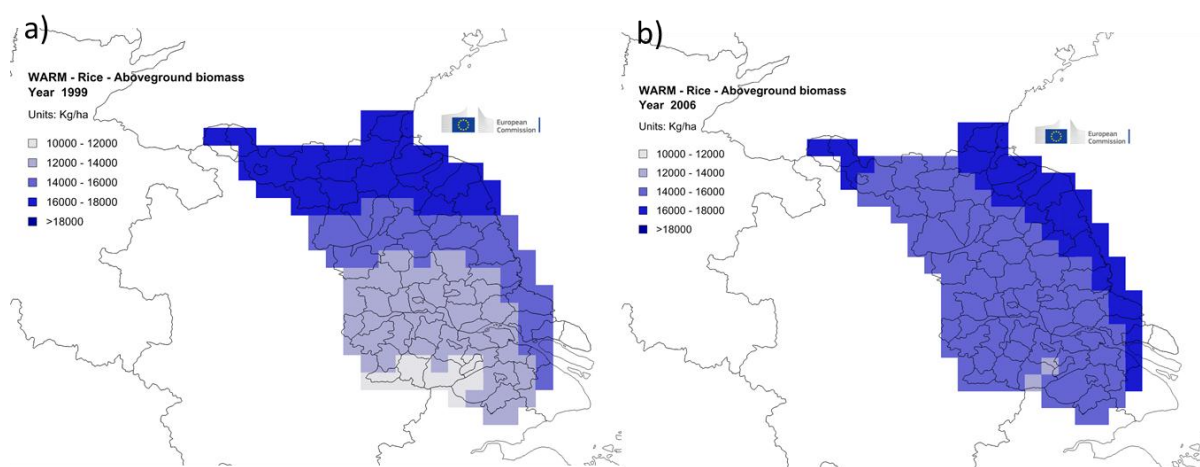 a)
WARM - Rice - Aboveground biomass
Year 1999
Units: Kg/ha
10000 - 12000
12000 - 14000
14000 - 16000
16000 - 18000
>18000
European
Commission
b)
WARM - Rice - Aboveground biomass
Year 2006
Units: Kg/ha
10000 - 12000
12000 - 14000
14000 - 16000
16000 - 18000
>18000
European
Commission